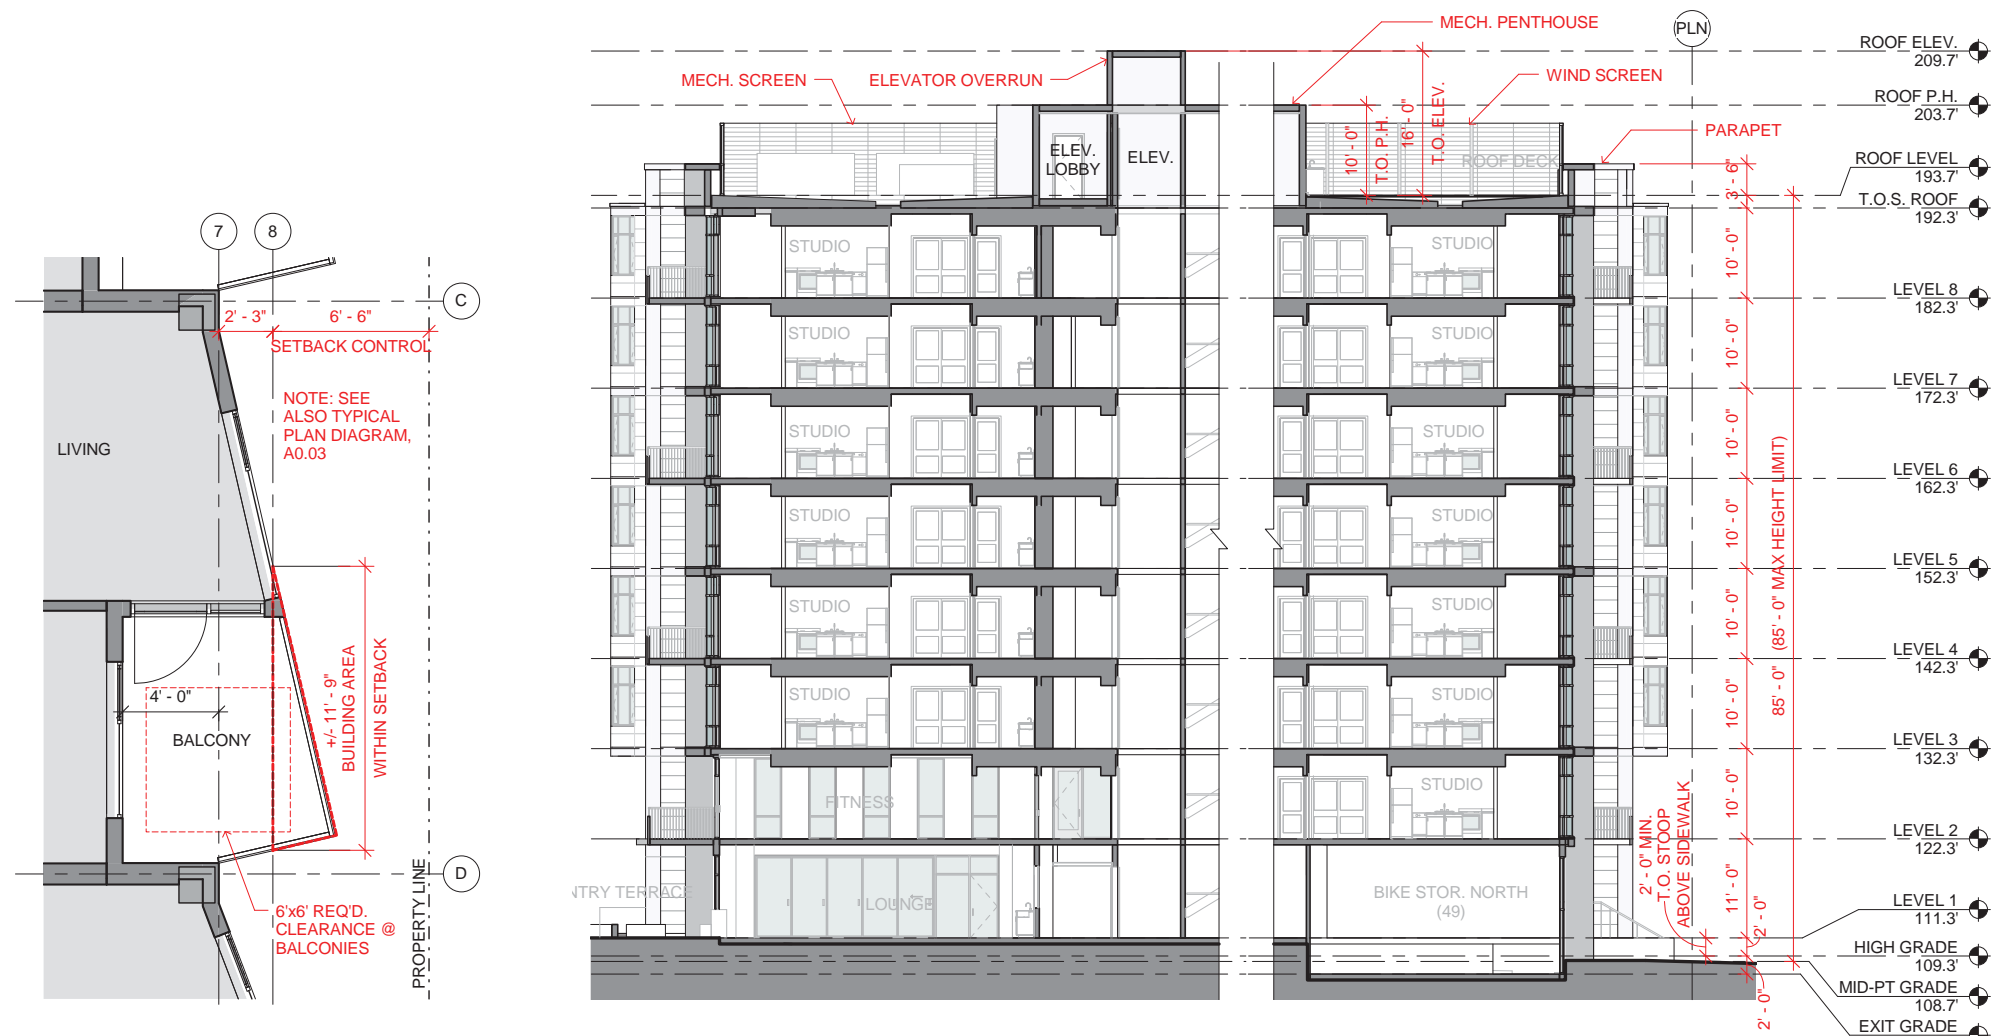 7
8
C
2' - 3"
6' - 6"
SETBACK CONTROL
NOTE: SEE
ALSO TYPICAL
PLAN DIAGRAM,
A0.03
LIVING
4' - 0"
BALCONY
+/- 11' - 9"
BUILDING AREA
WITHIN SETBACK
PROPERTY LINE
D
6'x6' REQ'D.
CLEARANCE @
BALCONIES
MECH. SCREEN
ELEVATOR OVERRUN
MECH. PENTHOUSE
WIND SCREEN
PARAPET
PLN
10' - 0"
T.O. P.H.
16' - 0"
T.O. ELEV.
ELEV.
LOBBY
ELEV.
ROOF DECK
STUDIO
STUDIO
STUDIO
STUDIO
STUDIO
STUDIO
STUDIO
STUDIO
STUDIO
STUDIO
STUDIO
STUDIO
FITNESS
STUDIO
NTRY TERRACE
LOUNGE
BIKE STOR. NORTH
(49)
3' - 6"
10' - 0"
10' - 0"
10' - 0"
10' - 0"
10' - 0"
10' - 0"
10' - 0"
11' - 0"
2' - 0"
2' - 0"
85' - 0" (85' - 0" MAX HEIGHT LIMIT)
2' - 0" MIN.
T.O. STOOP
ABOVE SIDEWALK
ROOF ELEV.
209.7'
ROOF P.H.
203.7'
ROOF LEVEL
193.7'
T.O.S. ROOF
192.3'
LEVEL 8
182.3'
LEVEL 7
172.3'
LEVEL 6
162.3'
LEVEL 5
152.3'
LEVEL 4
142.3'
LEVEL 3
132.3'
LEVEL 2
122.3'
LEVEL 1
111.3'
HIGH GRADE
109.3'
MID-PT GRADE
108.7'
EXIT GRADE